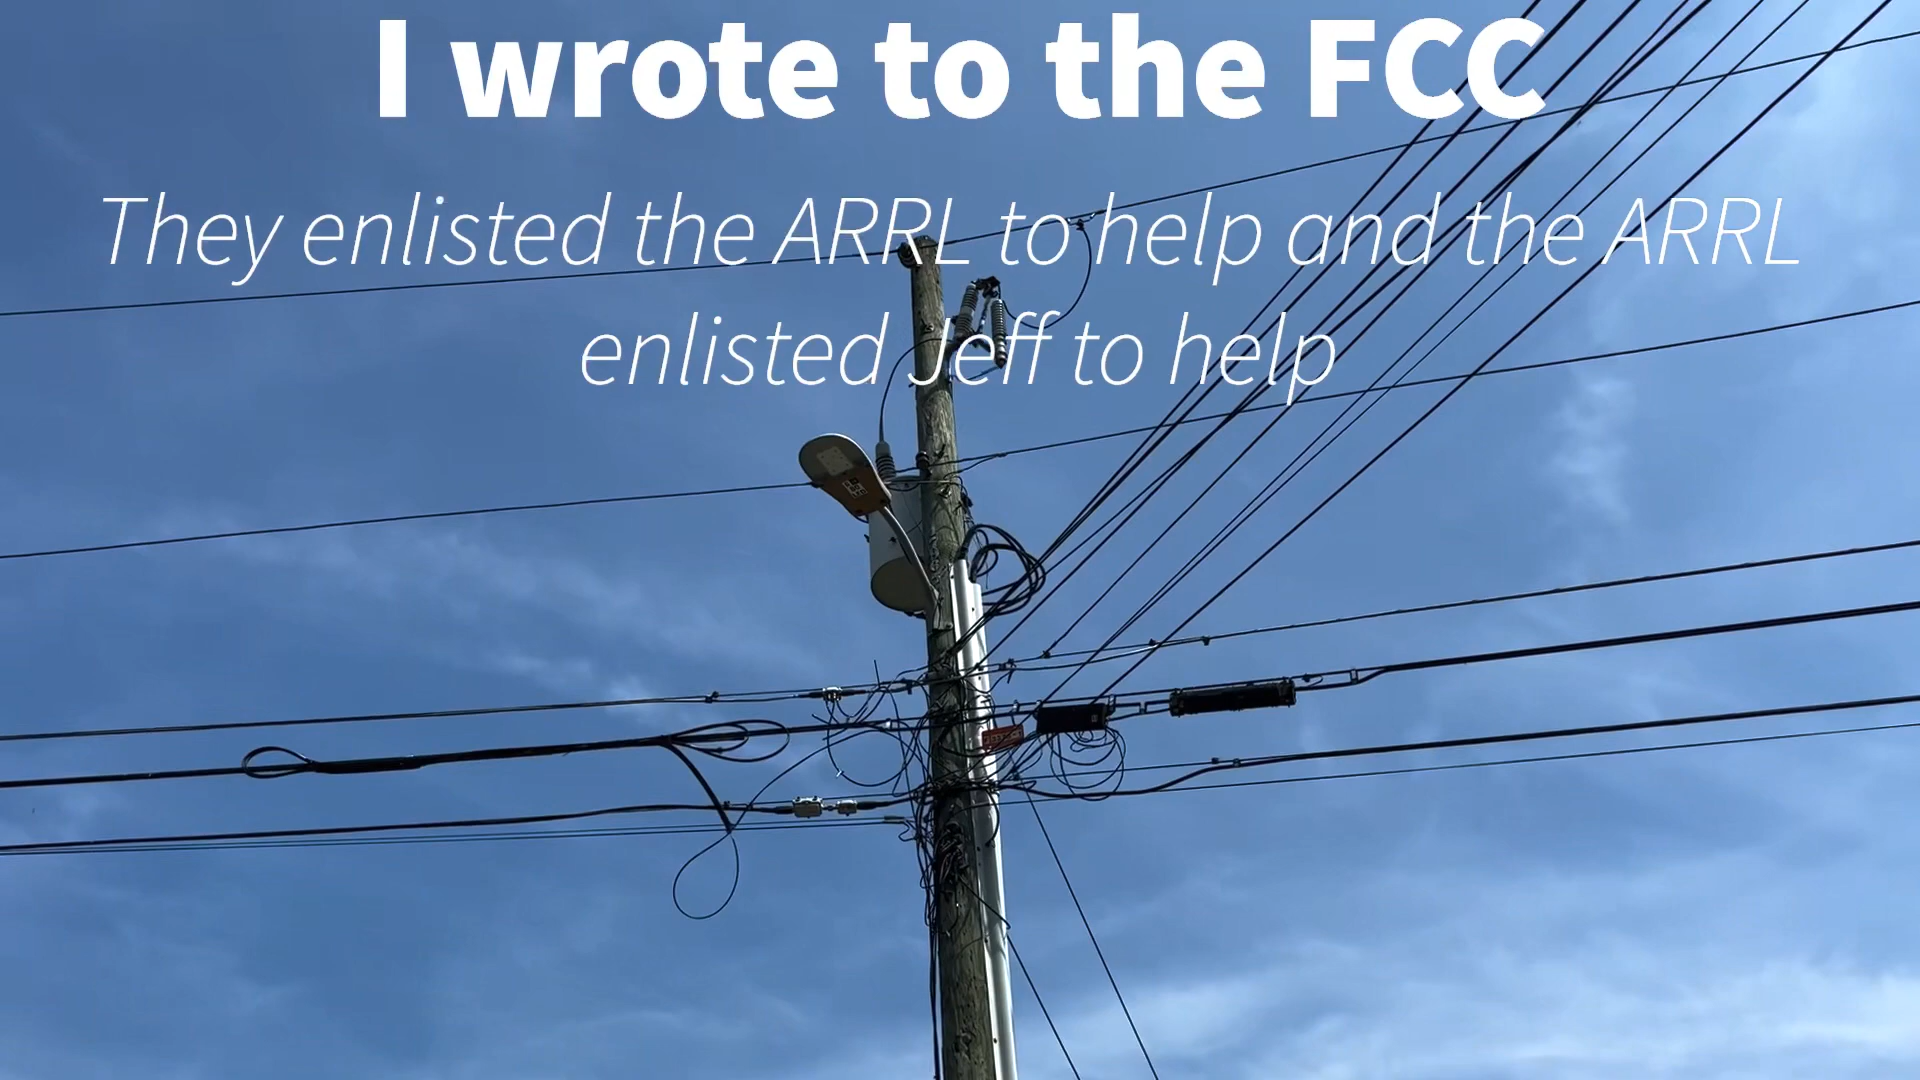 I wrote to the FCC
They enlisted the ARRL to help and the ARRL
enlisted Jeff to help